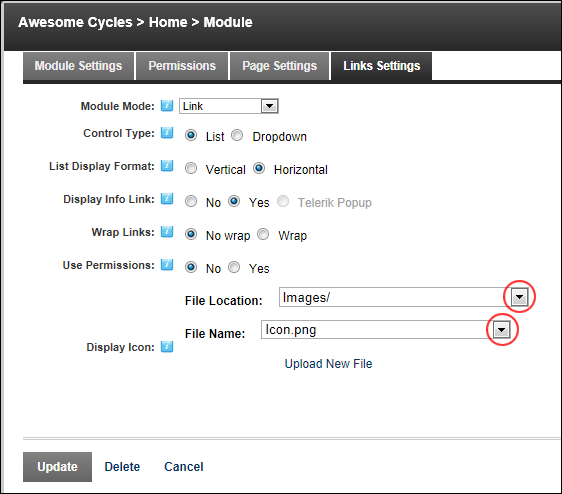 Awesome Cycles > Home > Module
Module Settings Permissions Page Settings Links Settings
Module Mode: Link
Control Type: List Dropdown
List Display Format: Vertical Horizontal
Display Info Link: No Yes Telerik Popup
Wrap Links: No wrap Wrap
Use Permissions: No Yes
File Location: Images/
File Name: Icon.png
Display Icon:
Upload New File
Update Delete Cancel